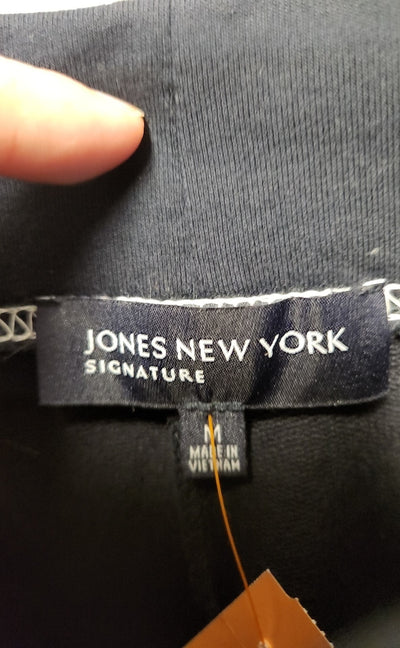 JONES NEW YORK
SIGNATURE
M
MADE IN
VIETNAM